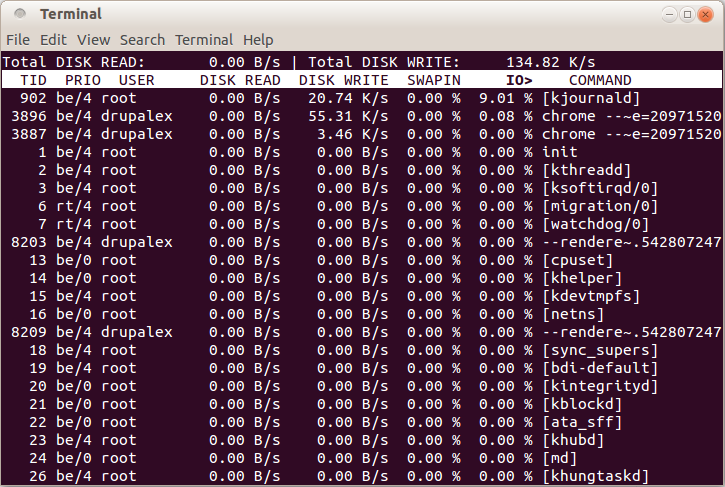 Terminal
File Edit View Search Terminal Help
Total DISK READ: 0.00 B/s | Total DISK WRITE: 134.82 K/s
TID PRIO USER DISK READ DISK WRITE SWAPIN IO> COMMAND
902 be/4 root 0.00 B/s 20.74 K/s 0.00 % 9.01 % [kjournald]
3896 be/4 drupalex 0.00 B/s 55.31 K/s 0.00 % 0.08 % chrome --~e=20971520
3887 be/4 drupalex 0.00 B/s 3.46 K/s 0.00 % 0.00 % chrome --~e=20971520
1 be/4 root 0.00 B/s 0.00 B/s 0.00 % 0.00 % init
2 be/4 root 0.00 B/s 0.00 B/s 0.00 % 0.00 % [kthreadd]
3 be/4 root 0.00 B/s 0.00 B/s 0.00 % 0.00 % [ksoftirqd/0]
6 rt/4 root 0.00 B/s 0.00 B/s 0.00 % 0.00 % [migration/0]
7 rt/4 root 0.00 B/s 0.00 B/s 0.00 % 0.00 % [watchdog/0]
8203 be/4 drupalex 0.00 B/s 0.00 B/s 0.00 % 0.00 % --rendere~.542807247
13 be/0 root 0.00 B/s 0.00 B/s 0.00 % 0.00 % [cpuset]
14 be/0 root 0.00 B/s 0.00 B/s 0.00 % 0.00 % [khelper]
15 be/4 root 0.00 B/s 0.00 B/s 0.00 % 0.00 % [kdevtmpfs]
16 be/0 root 0.00 B/s 0.00 B/s 0.00 % 0.00 % [netns]
8209 be/4 drupalex 0.00 B/s 0.00 B/s 0.00 % 0.00 % --rendere~.542807247
18 be/4 root 0.00 B/s 0.00 B/s 0.00 % 0.00 % [sync_supers]
19 be/4 root 0.00 B/s 0.00 B/s 0.00 % 0.00 % [bdi-default]
20 be/0 root 0.00 B/s 0.00 B/s 0.00 % 0.00 % [kintegrityd]
21 be/0 root 0.00 B/s 0.00 B/s 0.00 % 0.00 % [kblockd]
22 be/0 root 0.00 B/s 0.00 B/s 0.00 % 0.00 % [ata_sff]
23 be/4 root 0.00 B/s 0.00 B/s 0.00 % 0.00 % [khubd]
24 be/0 root 0.00 B/s 0.00 B/s 0.00 % 0.00 % [md]
26 be/4 root 0.00 B/s 0.00 B/s 0.00 % 0.00 % [khungtaskd]